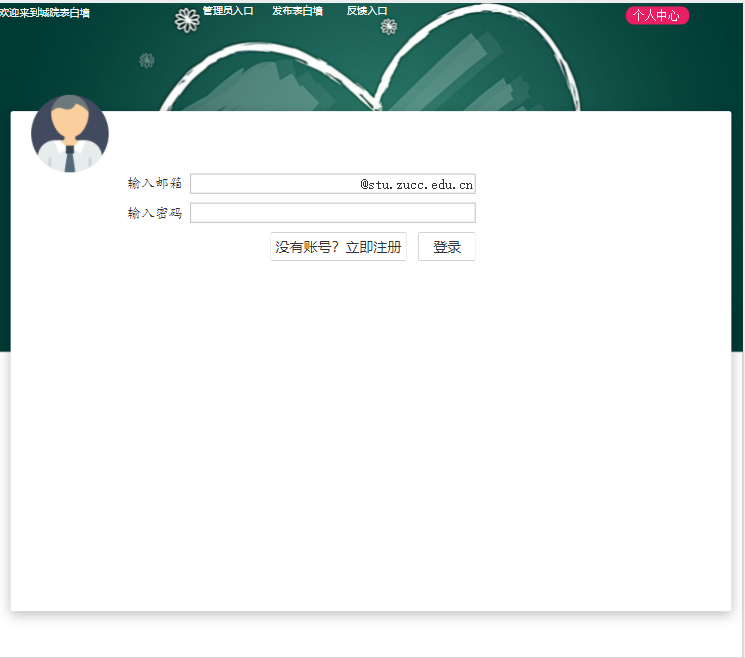 欢迎来到城院表白墙
管理员入口 发布表白墙 反馈入口
个人中心
输入邮箱 @stu.zucc.edu.cn
输入密码
没有账号？立即注册 登录